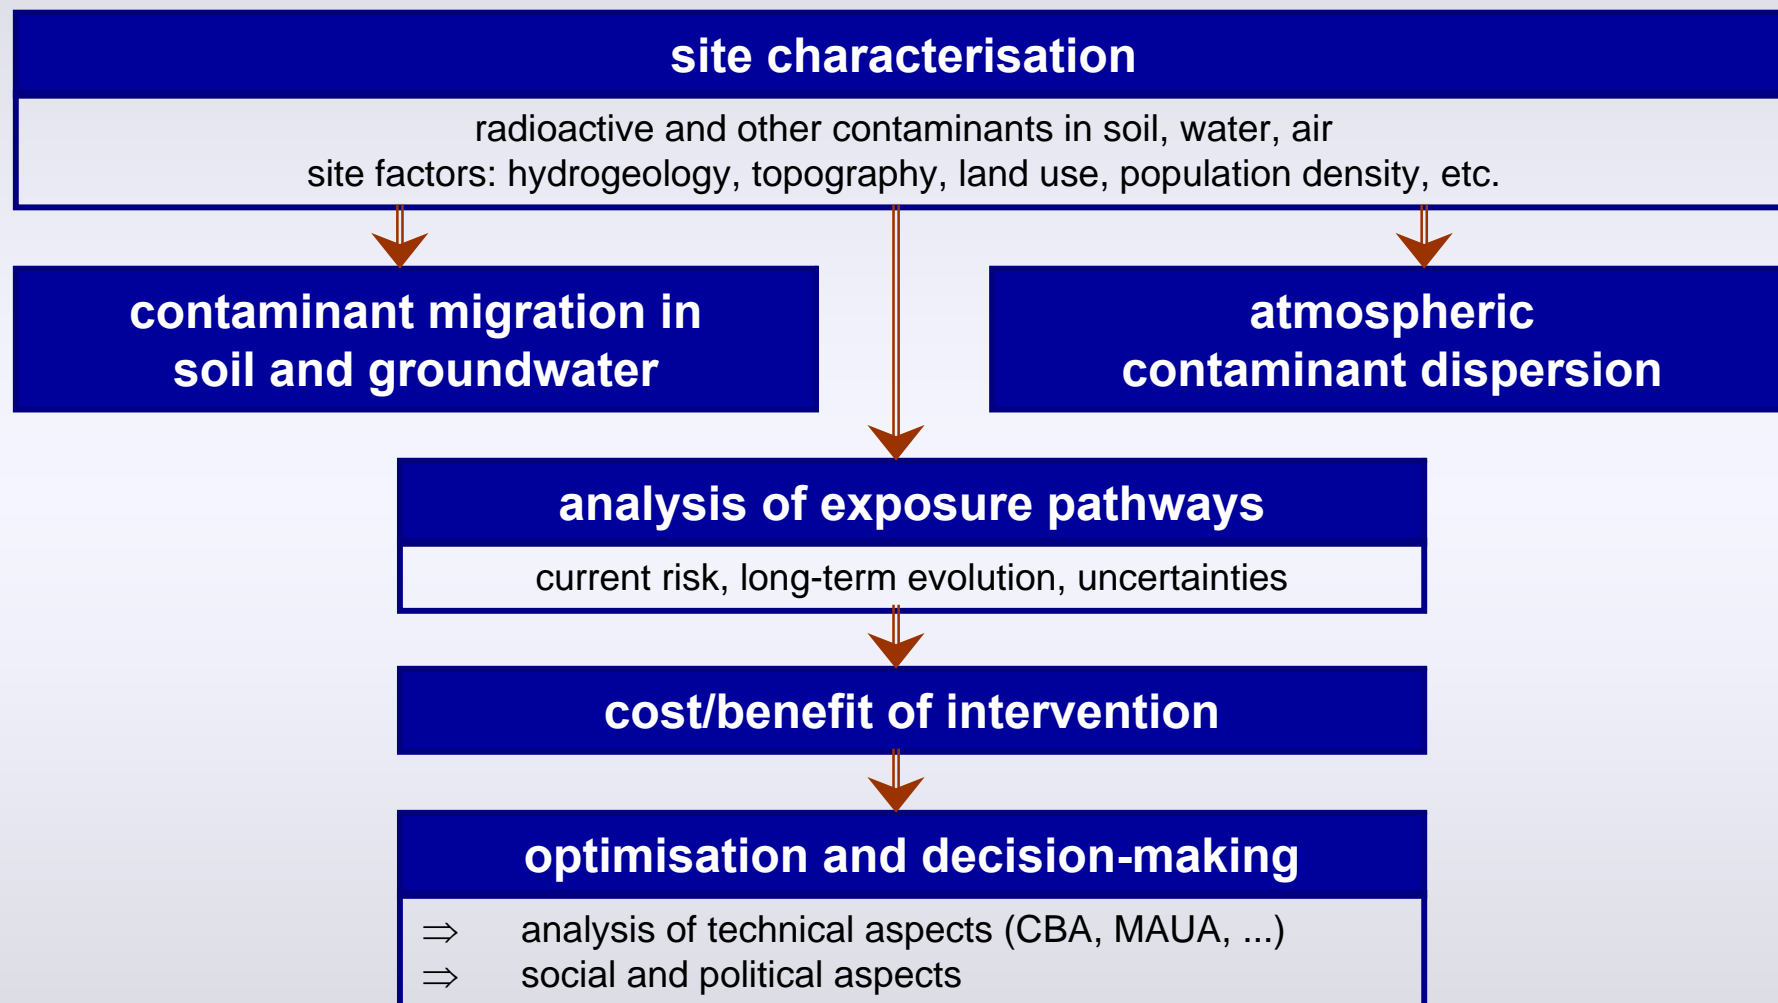 site characterisation
radioactive and other contaminants in soil, water, air
site factors: hydrogeology, topography, land use, population density, etc.
contaminant migration in
soil and groundwater
atmospheric
contaminant dispersion
analysis of exposure pathways
current risk, long-term evolution, uncertainties
cost/benefit of intervention
optimisation and decision-making
⇒ analysis of technical aspects (CBA, MAUA, ...)
⇒ social and political aspects